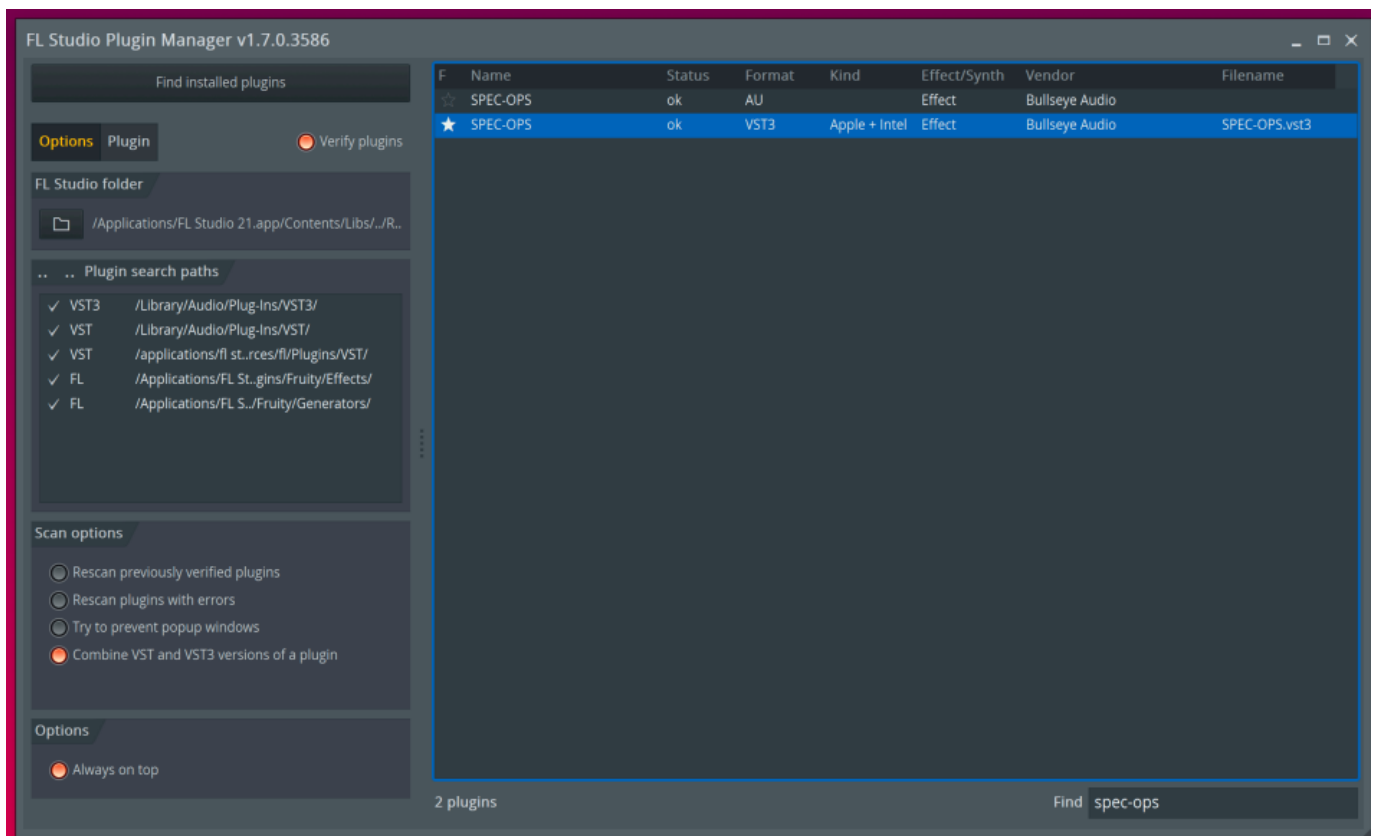 FL Studio Plugin Manager v1.7.0.3586
Find installed plugins
Options Plugin Verify plugins
FL Studio folder
/Applications/FL Studio 21.app/Contents/Libs/../R..
.. .. Plugin search paths
VST3 /Library/Audio/Plug-Ins/VST3/
VST /Library/Audio/Plug-Ins/VST/
VST /applications/fl st..rces/fl/Plugins/VST/
FL /Applications/FL St..gins/Fruity/Effects/
FL /Applications/FL S../Fruity/Generators/
Scan options
Rescan previously verified plugins
Rescan plugins with errors
Try to prevent popup windows
Combine VST and VST3 versions of a plugin
Options
Always on top
F Name Status Format Kind Effect/Synth Vendor Filename
SPEC-OPS ok AU Effect Bullseye Audio
SPEC-OPS ok VST3 Apple + Intel Effect Bullseye Audio SPEC-OPS.vst3
2 plugins Find spec-ops